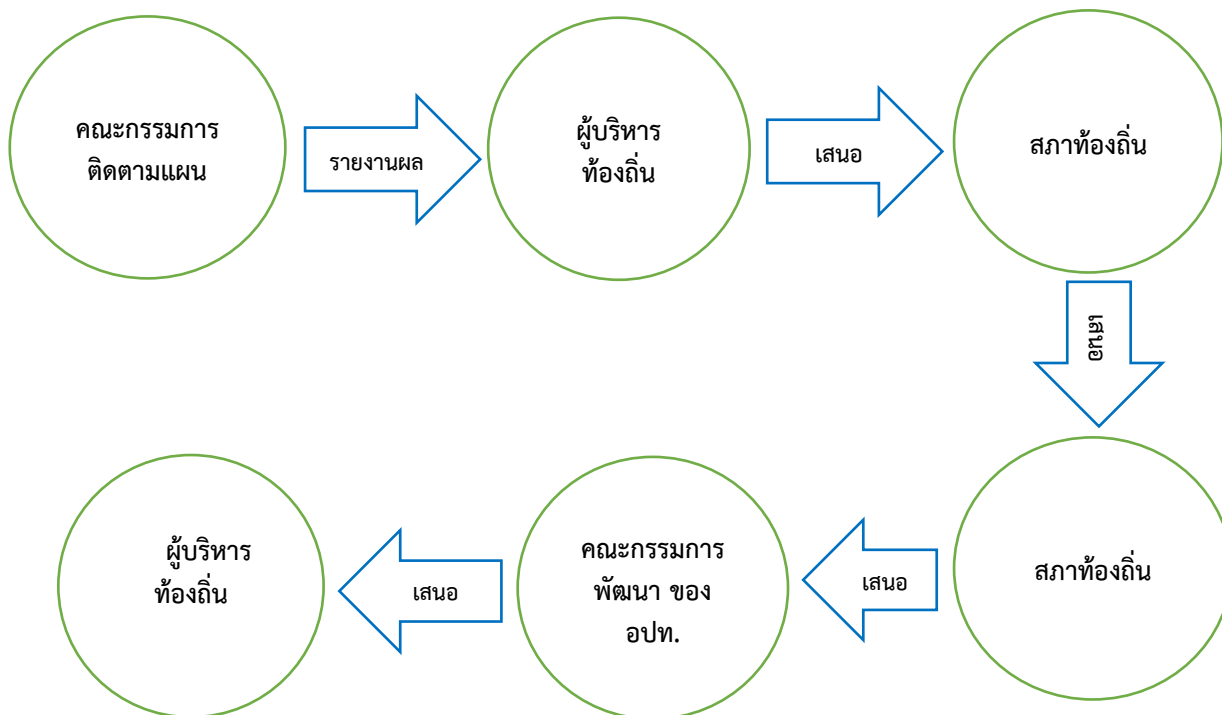 คณะกรรมการ
ติดตามแผน
รายงานผล
ผู้บริหาร
ท้องถิ่น
เสนอ
สภาท้องถิ่น
เสนอ
สภาท้องถิ่น
เสนอ
คณะกรรมการ
พัฒนา ของ
อปท.
เสนอ
ผู้บริหาร
ท้องถิ่น